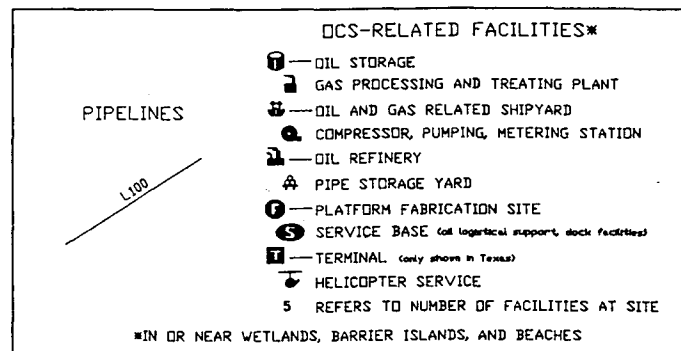 OCS-RELATED FACILITIES*
OIL STORAGE
GAS PROCESSING AND TREATING PLANT
PIPELINES
OIL AND GAS RELATED SHIPYARD
COMPRESSOR, PUMPING, METERING STATION
OIL REFINERY
L100
PIPE STORAGE YARD
F PLATFORM FABRICATION SITE
S SERVICE BASE (all logistical support, dock facilities)
T TERMINAL (only shown in Texas)
HELICOPTER SERVICE
5 REFERS TO NUMBER OF FACILITIES AT SITE
*IN OR NEAR WETLANDS, BARRIER ISLANDS, AND BEACHES